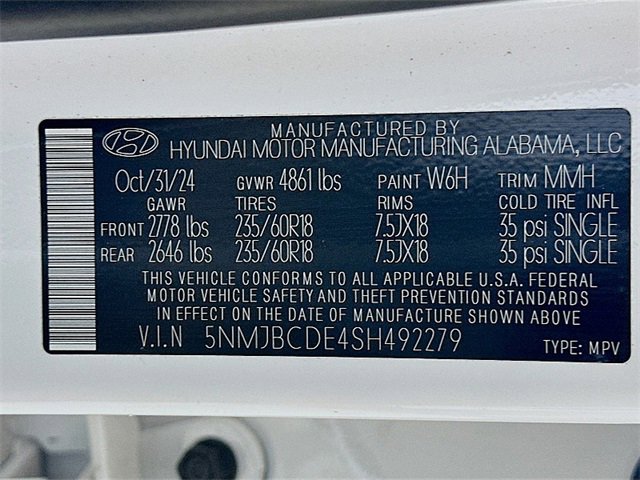 MANUFACTURED BY
HYUNDAI MOTOR MANUFACTURING ALABAMA, LLC
Oct/31/24 GVWR 4861 lbs PAINT W6H TRIM MMH
GAWR TIRES RIMS COLD TIRE INFL
FRONT 2778 lbs 235/60R18 7.5JX18 35 psi SINGLE
REAR 2646 lbs 235/60R18 7.5JX18 35 psi SINGLE
THIS VEHICLE CONFORMS TO ALL APPLICABLE U.S.A. FEDERAL
MOTOR VEHICLE SAFETY AND THEFT PREVENTION STANDARDS
IN EFFECT ON THE DATE OF MANUFACTURE SHOWN ABOVE
V.I.N 5NMJBCDE4SH492279 TYPE: MPV